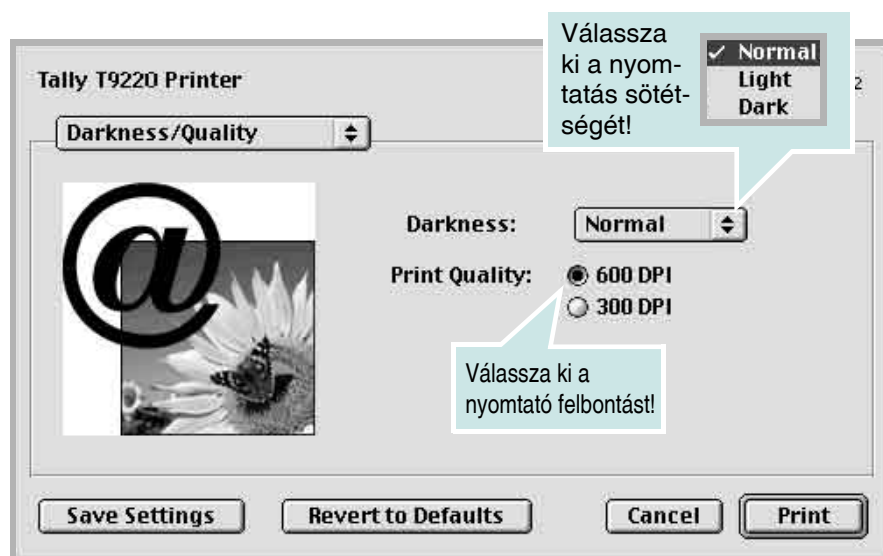 Válassza
ki a nyom-
tatás sötét-
ségét!
✓ Normal
Light
Dark
Tally T9220 Printer
2
Darkness/Quality
@
Darkness: Normal
Print Quality: 600 DPI
300 DPI
Válassza ki a
nyomtató felbontást!
Save Settings Revert to Defaults Cancel Print